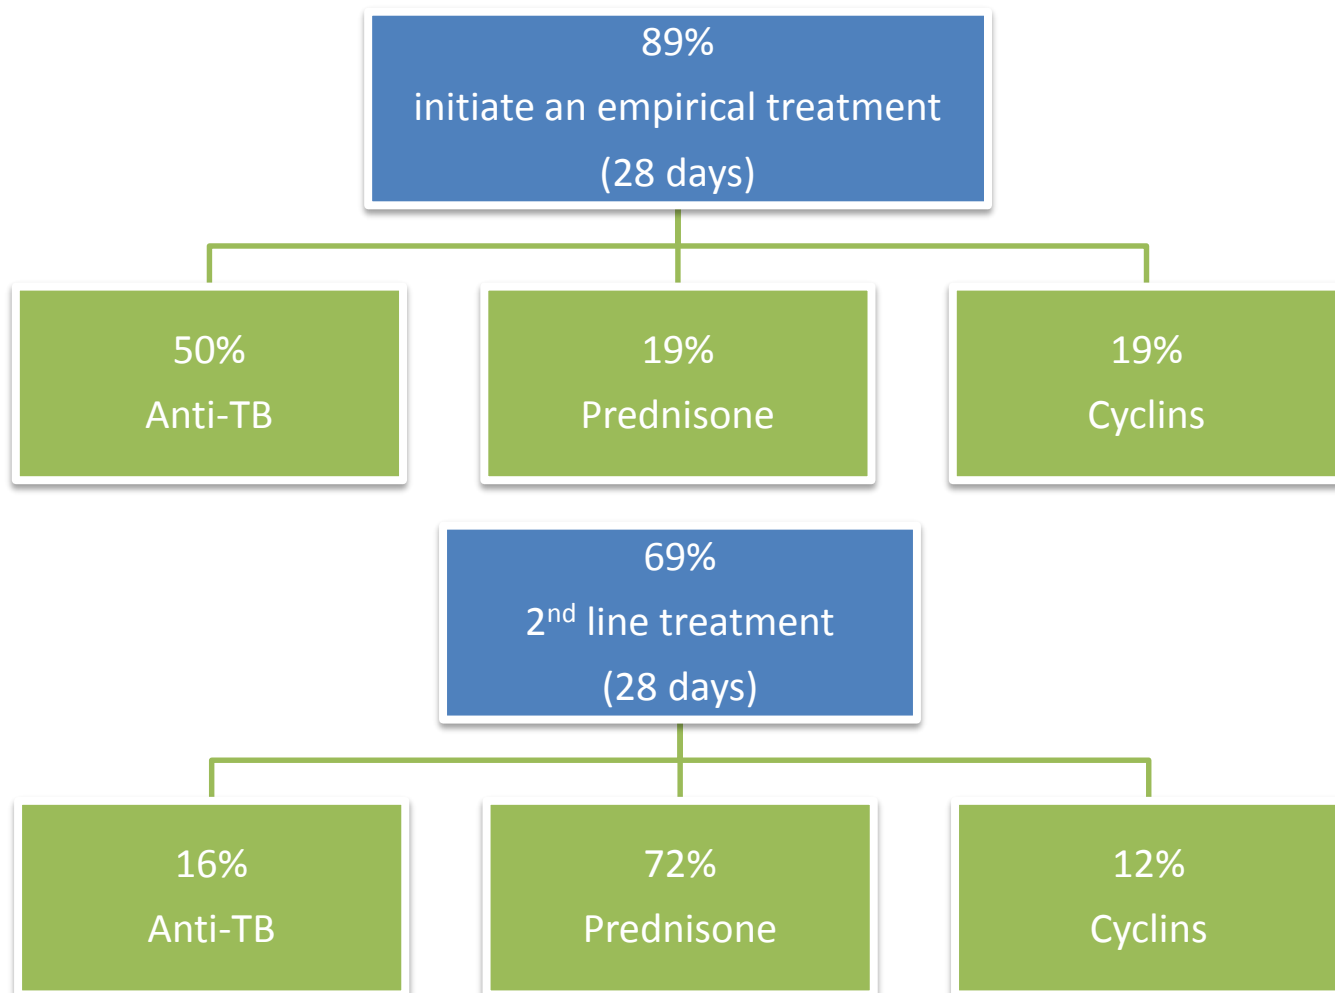 89%
initiate an empirical treatment
(28 days)
50%
Anti-TB
19%
Prednisone
19%
Cyclins
69%
2nd line treatment
(28 days)
16%
Anti-TB
72%
Prednisone
12%
Cyclins